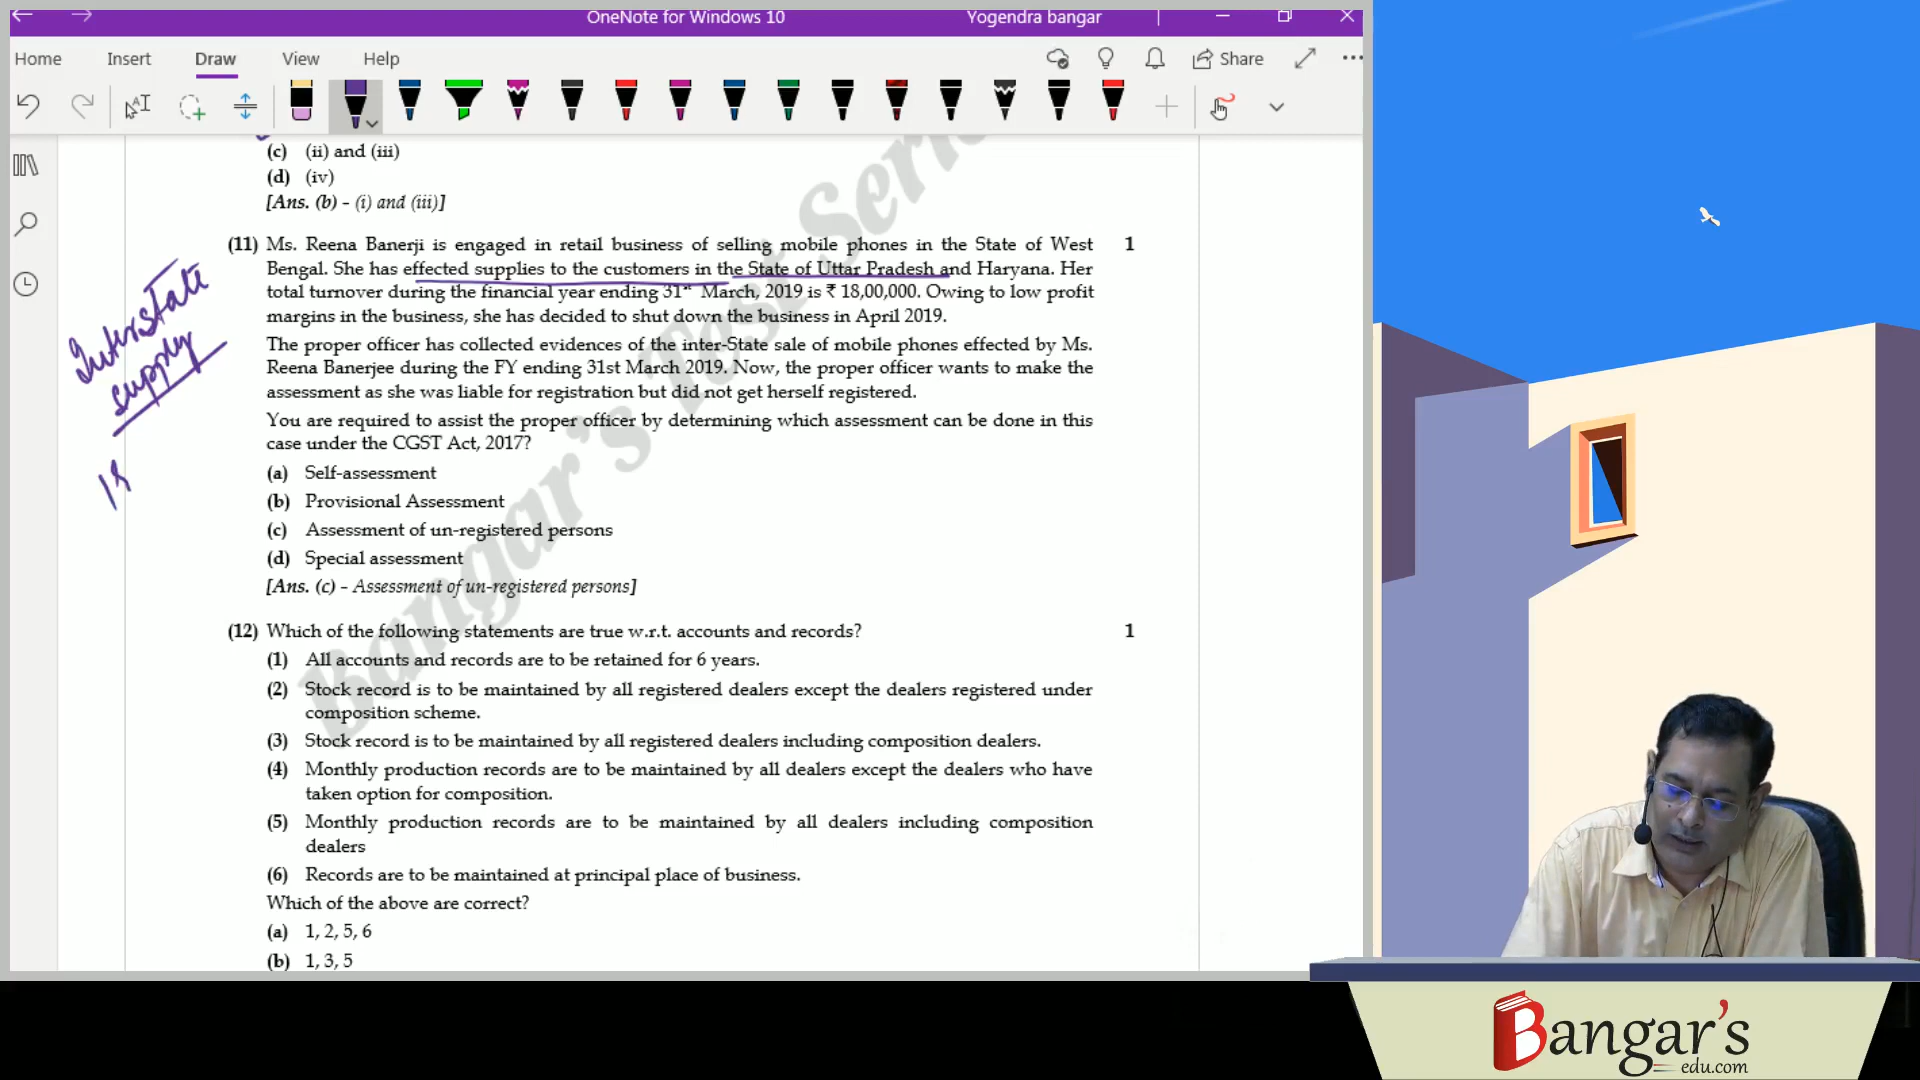 OneNote for Windows 10
Yogendra bangar
Home Insert Draw View Help
Share
(c) (ii) and (iii)
(d) (iv)
[Ans. (b) – (i) and (iii)]
(11) Ms. Reena Banerji is engaged in retail business of selling mobile phones in the State of West 1
Bengal. She has effected supplies to the customers in the State of Uttar Pradesh and Haryana. Her
total turnover during the financial year ending 31st March, 2019 is ₹ 18,00,000. Owing to low profit
margins in the business, she has decided to shut down the business in April 2019.
The proper officer has collected evidences of the inter-State sale of mobile phones effected by Ms.
Reena Banerjee during the FY ending 31st March 2019. Now, the proper officer wants to make the
assessment as she was liable for registration but did not get herself registered.
You are required to assist the proper officer by determining which assessment can be done in this
case under the CGST Act, 2017?
(a) Self-assessment
(b) Provisional Assessment
(c) Assessment of un-registered persons
(d) Special assessment
[Ans. (c) – Assessment of un-registered persons]
Interstate
supply
(12) Which of the following statements are true w.r.t. accounts and records? 1
(1) All accounts and records are to be retained for 6 years.
(2) Stock record is to be maintained by all registered dealers except the dealers registered under
composition scheme.
(3) Stock record is to be maintained by all registered dealers including composition dealers.
(4) Monthly production records are to be maintained by all dealers except the dealers who have
taken option for composition.
(5) Monthly production records are to be maintained by all dealers including composition
dealers
(6) Records are to be maintained at principal place of business.
Which of the above are correct?
(a) 1, 2, 5, 6
(b) 1, 3, 5
Bangar's Test Seri
Bangar's
edu.com